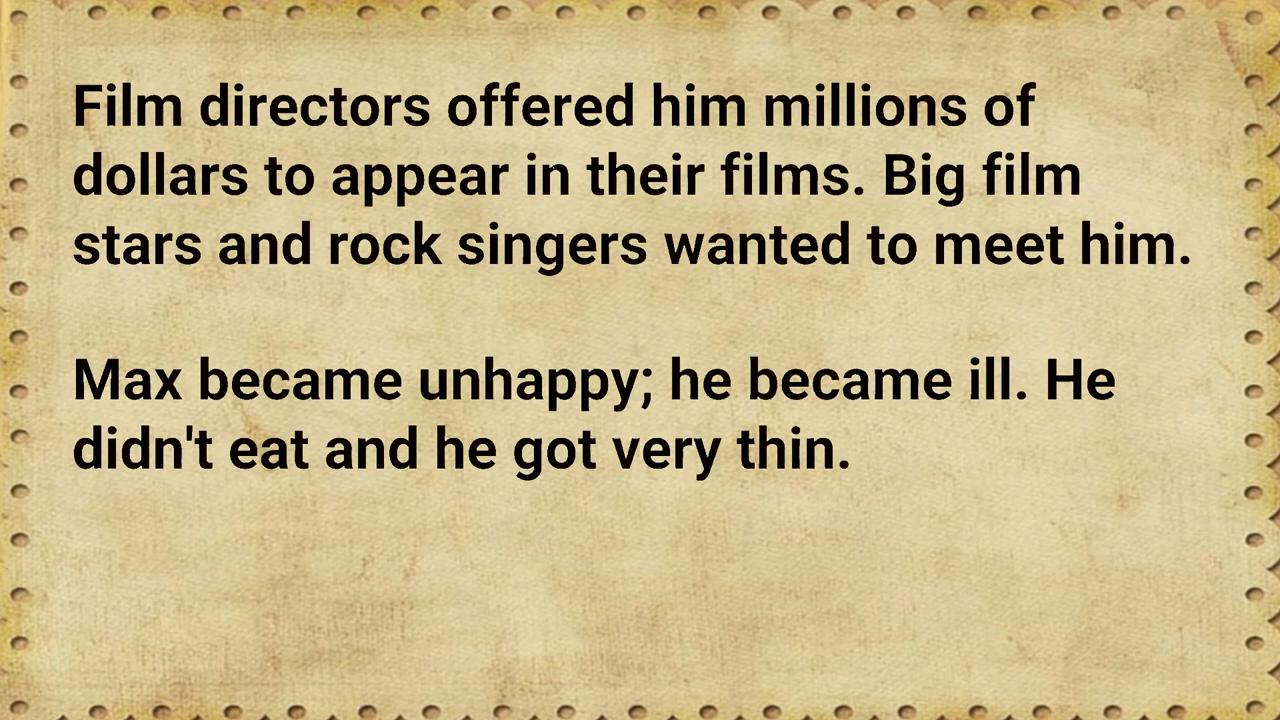 Film directors offered him millions of
dollars to appear in their films. Big film
stars and rock singers wanted to meet him.
Max became unhappy; he became ill. He
didn't eat and he got very thin.